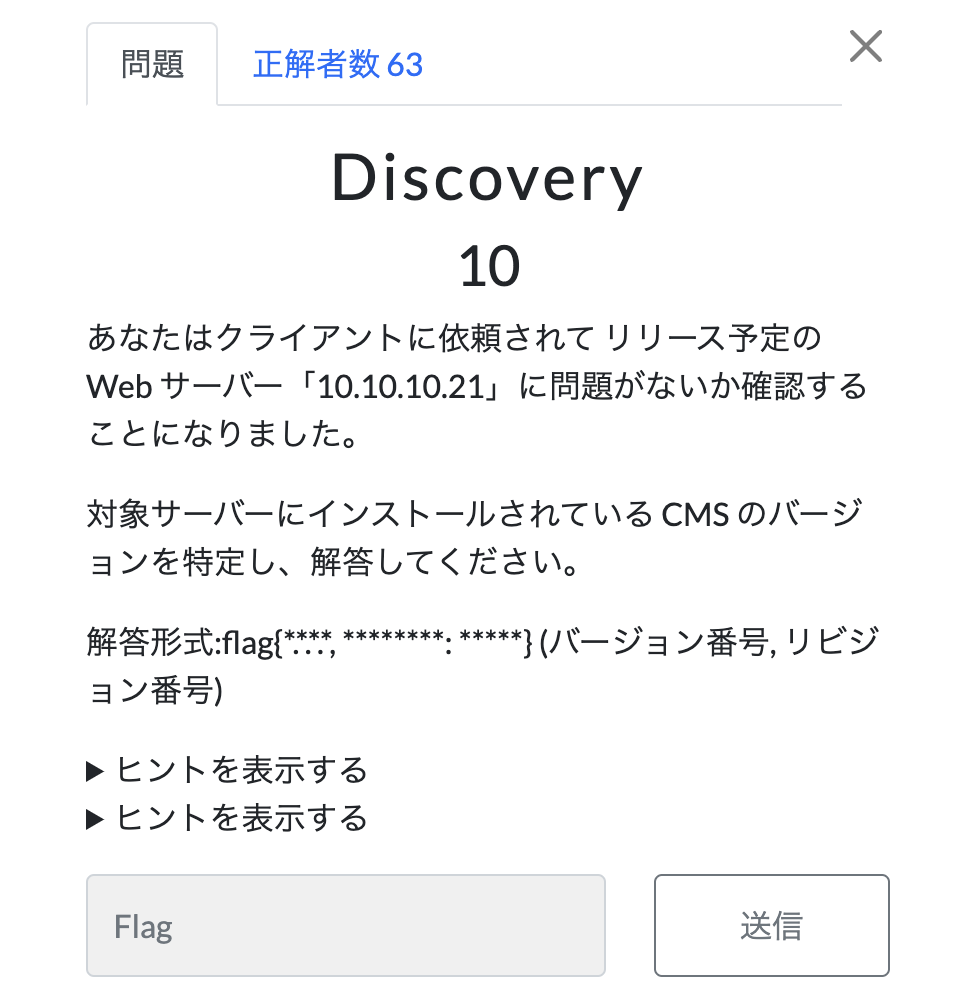 問題
正解者数 63
Discovery
10
あなたはクライアントに依頼されて リリース予定の
Web サーバー「10.10.10.21」に問題がないか確認する
ことになりました。
対象サーバーにインストールされている CMS のバージ
ョンを特定し、解答してください。
解答形式:flag{*.*.*.*, ********: *****} (バージョン番号, リビジ
ョン番号)
▶ ヒントを表示する
▶ ヒントを表示する
Flag
送信